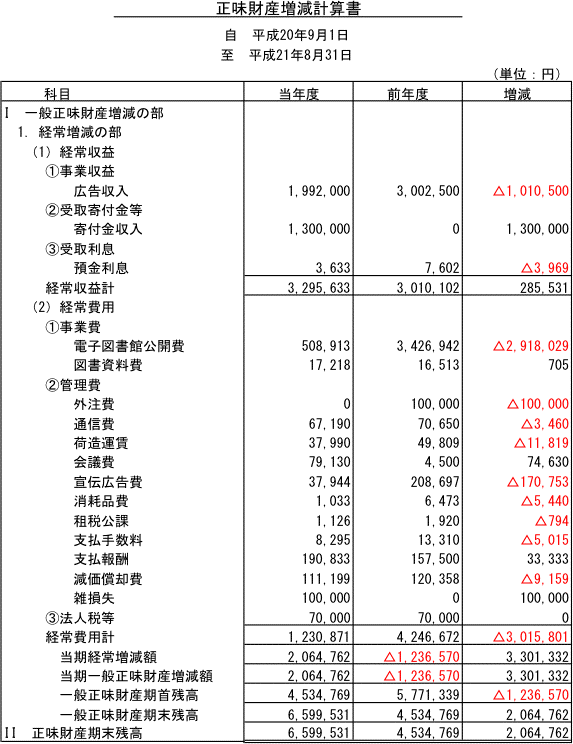 正味財産増減計算書
自 平成20年9月1日
至 平成21年8月31日
(単位：円)
科目 当年度 前年度 増減
I 一般正味財産増減の部
1. 経常増減の部
(1) 経常収益
①事業収益
広告収入 1,992,000 3,002,500 △1,010,500
②受取寄付金等
寄付金収入 1,300,000 0 1,300,000
③受取利息
預金利息 3,633 7,602 △3,969
経常収益計 3,295,633 3,010,102 285,531
(2) 経常費用
①事業費
電子図書館公開費 508,913 3,426,942 △2,918,029
図書資料費 17,218 16,513 705
②管理費
外注費 0 100,000 △100,000
通信費 67,190 70,650 △3,460
荷造運賃 37,990 49,809 △11,819
会議費 79,130 4,500 74,630
宣伝広告費 37,944 208,697 △170,753
消耗品費 1,033 6,473 △5,440
租税公課 1,126 1,920 △794
支払手数料 8,295 13,310 △5,015
支払報酬 190,833 157,500 33,333
減価償却費 111,199 120,358 △9,159
雑損失 100,000 0 100,000
③法人税等 70,000 70,000 0
経常費用計 1,230,871 4,246,672 △3,015,801
当期経常増減額 2,064,762 △1,236,570 3,301,332
当期一般正味財産増減額 2,064,762 △1,236,570 3,301,332
一般正味財産期首残高 4,534,769 5,771,339 △1,236,570
一般正味財産期末残高 6,599,531 4,534,769 2,064,762
II 正味財産期末残高 6,599,531 4,534,769 2,064,762